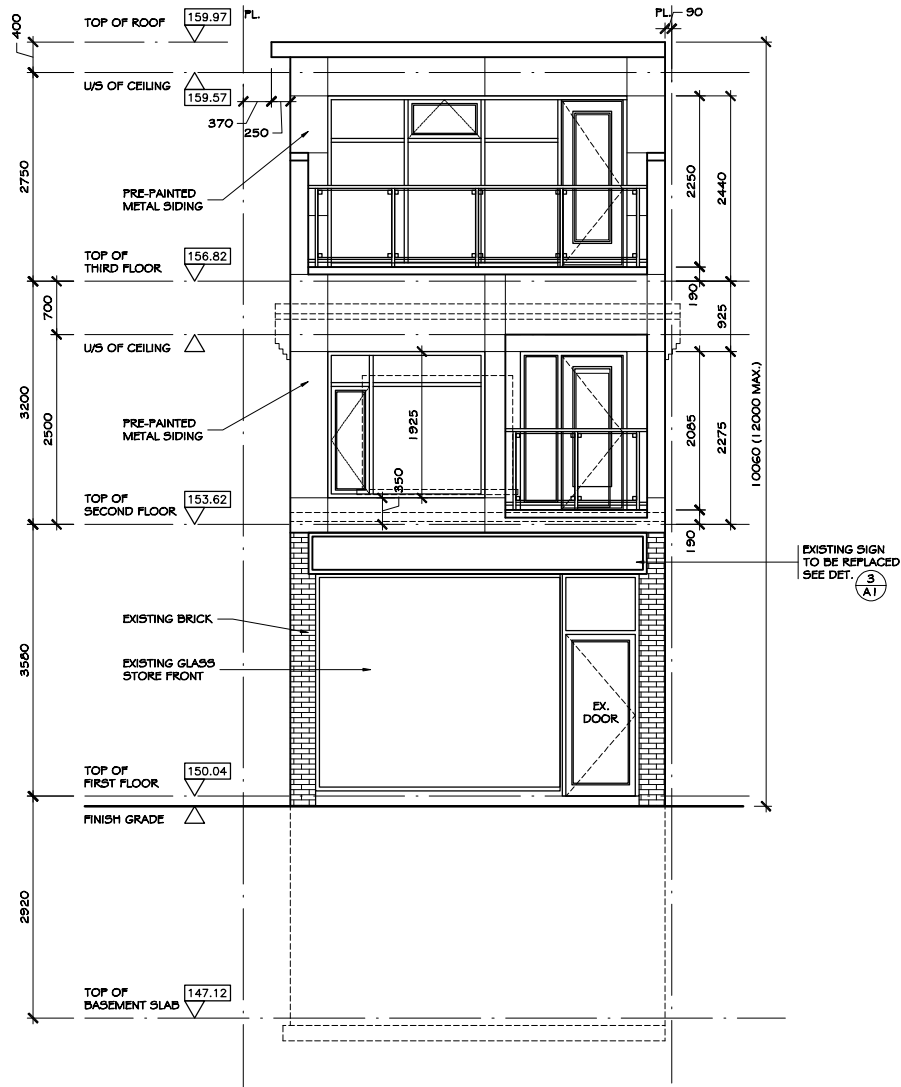 TOP OF ROOF
159.97
PL.
PL.
90
400
U/S OF CEILING
159.57
370
250
2750
2250
2440
PRE-PAINTED
METAL SIDING
TOP OF
THIRD FLOOR
156.82
700
190
925
U/S OF CEILING
3200
2500
PRE-PAINTED
METAL SIDING
1925
350
2085
2275
10060 (12000 MAX.)
TOP OF
SECOND FLOOR
153.62
190
EXISTING SIGN
TO BE REPLACED
SEE DET.
3
A1
EXISTING BRICK
3580
EXISTING GLASS
STORE FRONT
EX.
DOOR
TOP OF
FIRST FLOOR
150.04
FINISH GRADE
2920
TOP OF
BASEMENT SLAB
147.12